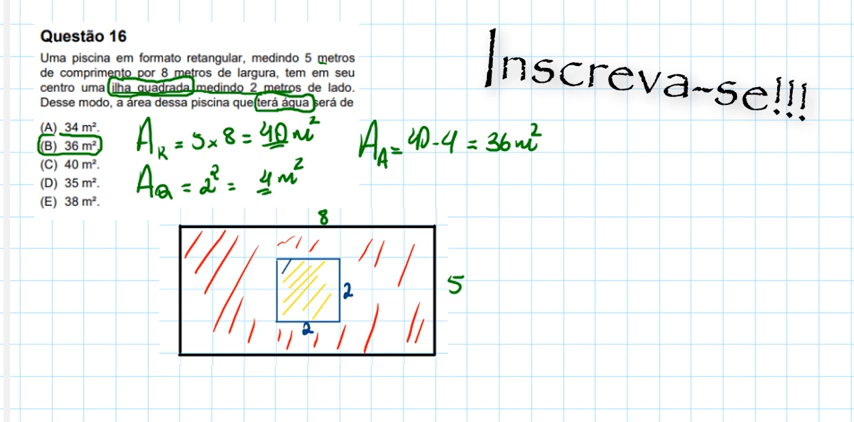 Questão 16
Uma piscina em formato retangular, medindo 5 metros
de comprimento por 8 metros de largura, tem em seu
centro uma ilha quadrada medindo 2 metros de lado.
Desse modo, a área dessa piscina que terá água será de
(A) 34 m².
(B) 36 m².
(C) 40 m².
(D) 35 m².
(E) 38 m².
Inscreva-se!!!
A_R = 5 x 8 = 40 m²
A_Q = 2² = 4 m²
A_A = 40 - 4 = 36 m²
8
5
2
2